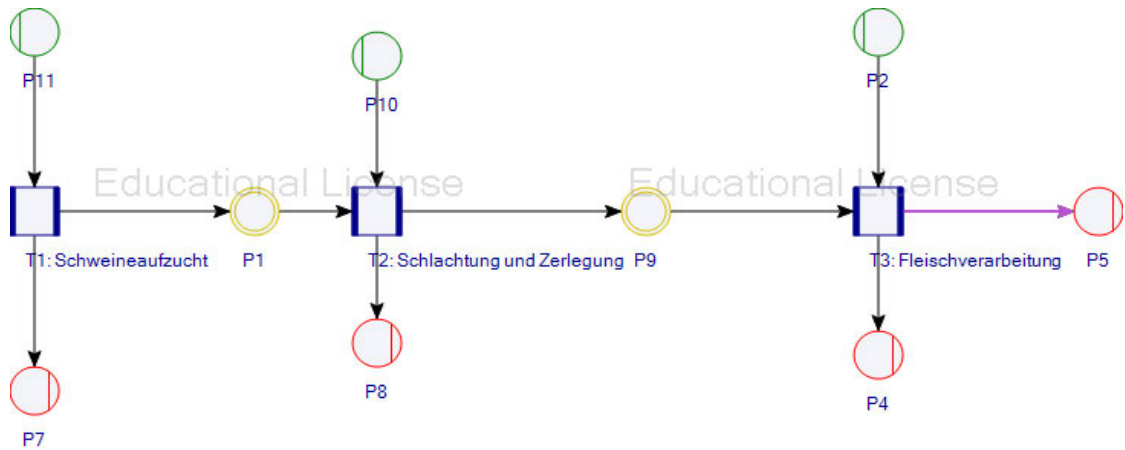 P11
P10
P2
Educational License
Educational License
T1: Schweineaufzucht
P1
T2: Schlachtung und Zerlegung
P9
T3: Fleischverarbeitung
P5
P8
P4
P7